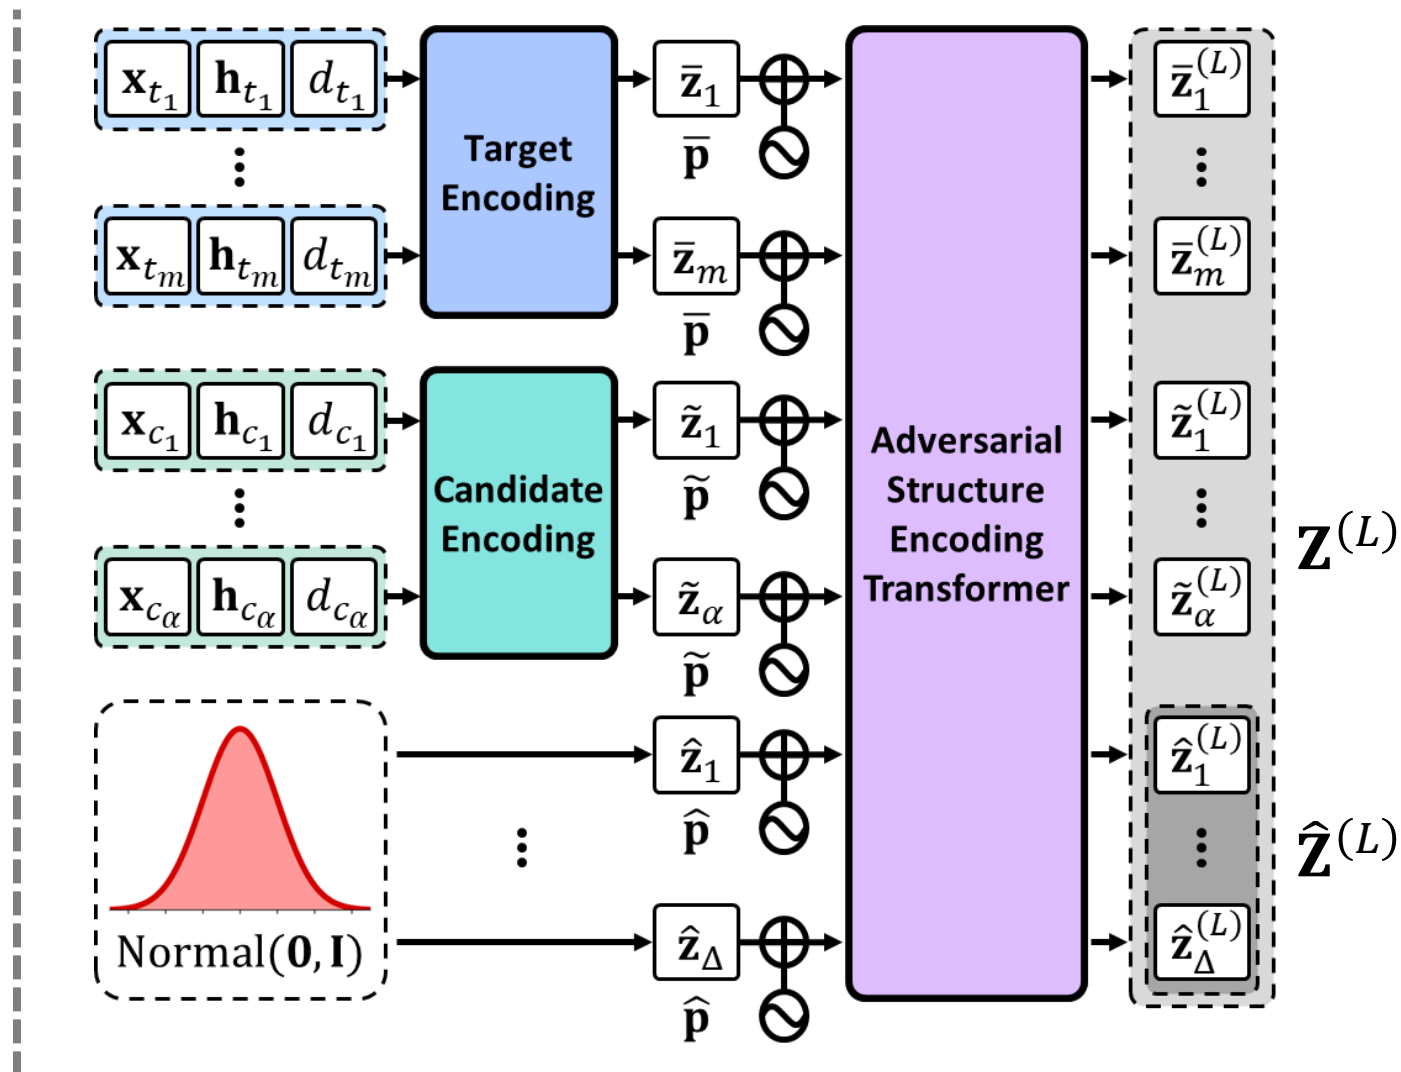 x_{t_1} h_{t_1} d_{t_1}
⋮
x_{t_m} h_{t_m} d_{t_m}
Target
Encoding
z̄_1
p̄
z̄_m
p̄
x_{c_1} h_{c_1} d_{c_1}
⋮
x_{c_α} h_{c_α} d_{c_α}
Candidate
Encoding
z̃_1
p̃
z̃_α
p̃
Normal(0, I)
ẑ_1
p̂
⋮
ẑ_Δ
p̂
Adversarial
Structure
Encoding
Transformer
z̄_1^{(L)}
⋮
z̄_m^{(L)}
z̃_1^{(L)}
⋮
z̃_α^{(L)}
ẑ_1^{(L)}
⋮
ẑ_Δ^{(L)}
Z^{(L)}
Ẑ^{(L)}